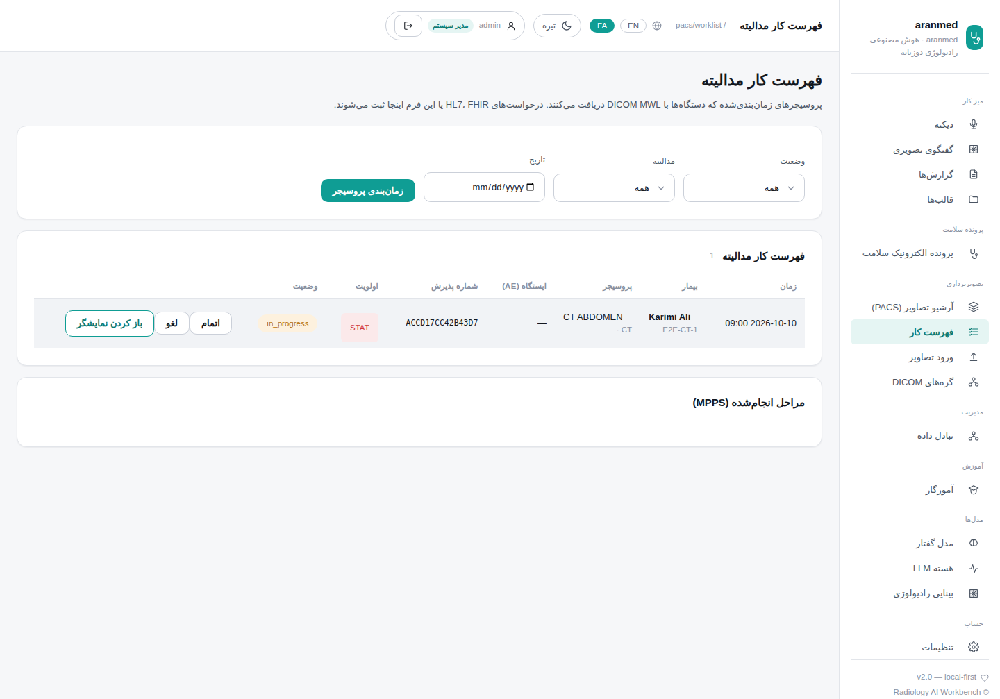 aranmed
aranmed · هوش مصنوعی
رادیولوژی دوزبانه
میز کار
دیکته
گفتگوی تصویری
گزارش‌ها
قالب‌ها
پرونده سلامت
پرونده الکترونیک سلامت
تصویربرداری
آرشیو تصاویر (PACS)
فهرست کار
ورود تصاویر
گره‌های DICOM
مدیریت
تبادل داده
آموزش
آموزگار
مدل‌ها
مدل گفتار
هسته LLM
بینایی رادیولوژی
حساب
تنظیمات
v2.0 — local-first
Radiology AI Workbench ©
فهرست کار مدالیته
pacs/worklist /
EN
FA
تیره
admin
مدیر سیستم
فهرست کار مدالیته
پروسیجرهای زمان‌بندی‌شده که دستگاه‌ها با DICOM MWL دریافت می‌کنند. درخواست‌های HL7، FHIR یا این فرم اینجا ثبت می‌شوند.
وضعیت
مدالیته
تاریخ
همه
همه
mm/dd/yyyy
زمان‌بندی پروسیجر
فهرست کار مدالیته
1
زمان
بیمار
پروسیجر
ایستگاه (AE)
شماره پذیرش
اولویت
وضعیت
09:00 2026-10-10
Karimi Ali
E2E-CT-1
CT ABDOMEN
· CT
—
ACCD17CC42B43D7
STAT
in_progress
اتمام
لغو
باز کردن نمایشگر
مراحل انجام‌شده (MPPS)